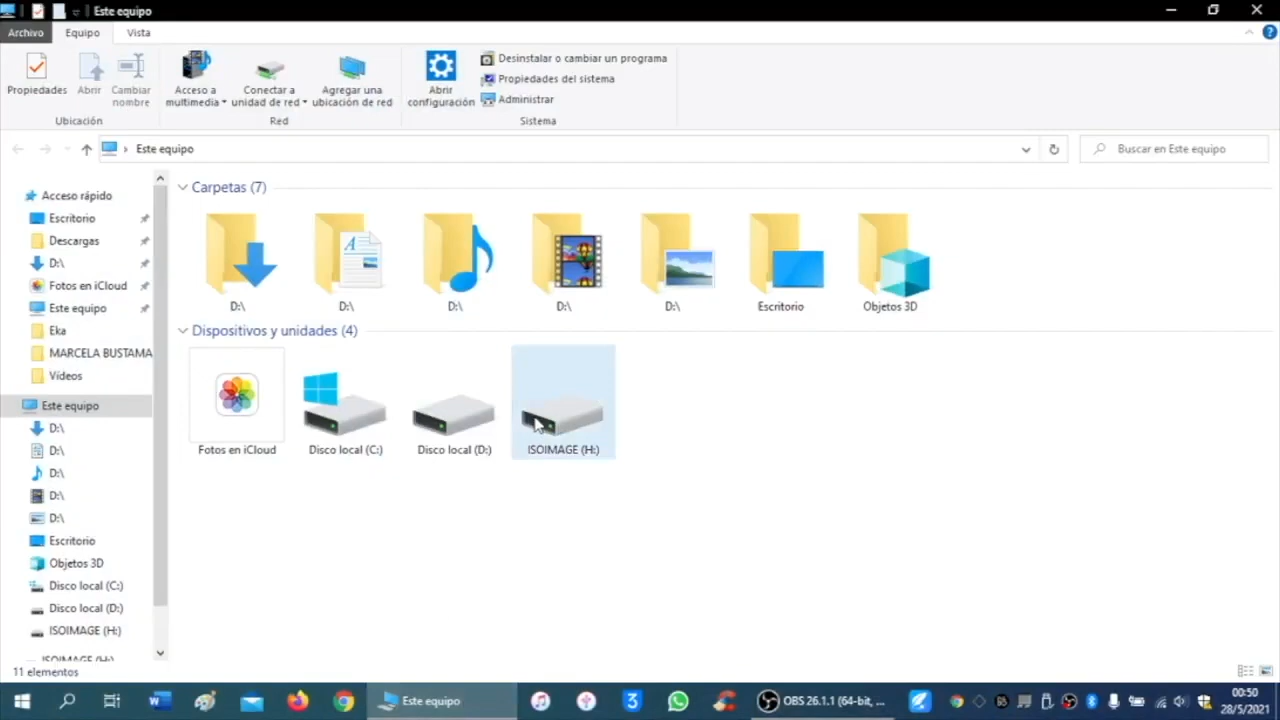 Este equipo
Archivo
Equipo
Vista
Propiedades
Abrir
Cambiar
nombre
Ubicación
Acceso a
multimedia
Conectar a
unidad de red
Agregar una
ubicación de red
Red
Abrir
configuración
Desinstalar o cambiar un programa
Propiedades del sistema
Administrar
Sistema
Este equipo
Buscar en Este equipo
Acceso rápido
Escritorio
Descargas
D:\
Fotos en iCloud
Este equipo
Eka
MARCELA BUSTAMA
Vídeos
Este equipo
D:\
D:\
D:\
D:\
D:\
Escritorio
Objetos 3D
Disco local (C:)
Disco local (D:)
ISOIMAGE (H:)
ISOIMAGE (H:)
Carpetas (7)
D:\
D:\
D:\
D:\
D:\
Escritorio
Objetos 3D
Dispositivos y unidades (4)
Fotos en iCloud
Disco local (C:)
Disco local (D:)
ISOIMAGE (H:)
11 elementos
Este equipo
OBS 26.1.1 (64-bit, ...
00:50
28/5/2021